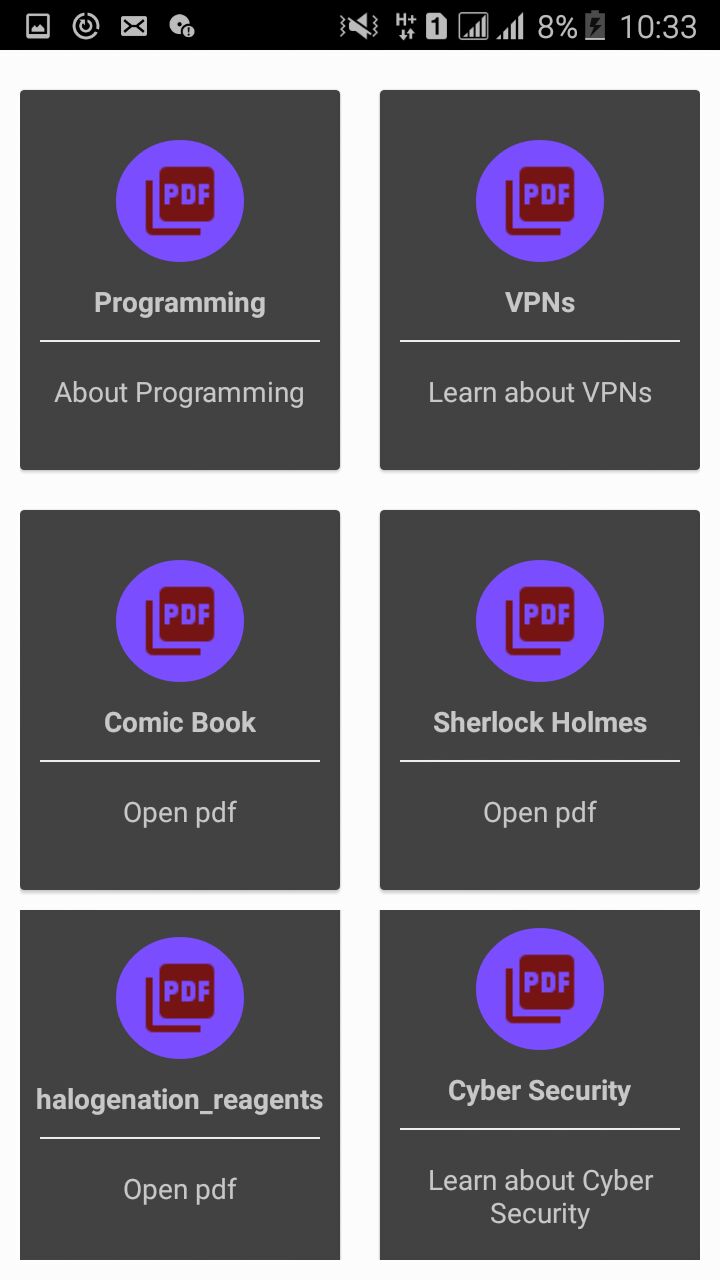 H+ 1 8% 10:33
PDF PDF
Programming VPNs
About Programming Learn about VPNs
PDF PDF
Comic Book Sherlock Holmes
Open pdf Open pdf
PDF PDF
halogenation_reagents Cyber Security
Open pdf Learn about Cyber
Security